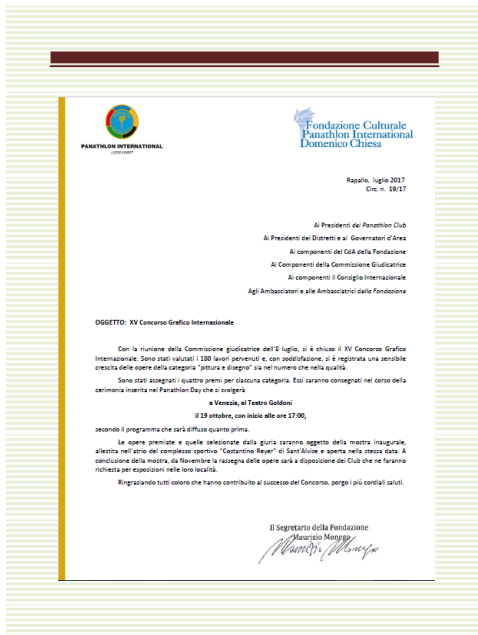 PANATHLON INTERNATIONAL
LUDIS IUNGIT
Fondazione Culturale
Panathlon International
Domenico Chiesa
Rapallo, luglio 2017
Circ. n. 19/17
Ai Presidenti dei Panathlon Club
Ai Presidenti dei Distretti e ai Governatori d'Area
Ai componenti del CdA della Fondazione
Ai Componenti della Commissione Giudicatrice
Ai componenti il Consiglio Internazionale
Agli Ambasciatori e alle Ambasciatrici della Fondazione
OGGETTO: XV Concorso Grafico Internazionale
Con la riunione della Commissione giudicatrice dell'8 luglio, si è chiuso il XV Concorso Grafico
Internazionale. Sono stati valutati i 180 lavori pervenuti e, con soddisfazione, si è registrata una sensibile
crescita delle opere della categoria "pittura e disegno" sia nel numero che nella qualità.
Sono stati assegnati i quattro premi per ciascuna categoria. Essi saranno consegnati nel corso della
cerimonia inserita nel Panathlon Day che si svolgerà
a Venezia, al Teatro Goldoni
il 19 ottobre, con inizio alle ore 17:00,
secondo il programma che sarà diffuso quanto prima.
Le opere premiate e quelle selezionate dalla giuria saranno oggetto della mostra inaugurale,
allestita nell'atrio del complesso sportivo "Costantino Reyer" di Sant'Alvise e aperta nella stessa data. A
conclusione della mostra, da Novembre la rassegna delle opere sarà a disposizione dei Club che ne faranno
richiesta per esposizioni nelle loro località.
Ringraziando tutti coloro che hanno contribuito al successo del Concorso, porgo i più cordiali saluti.
Il Segretario della Fondazione
Maurizio Monego
Maurizio Monego